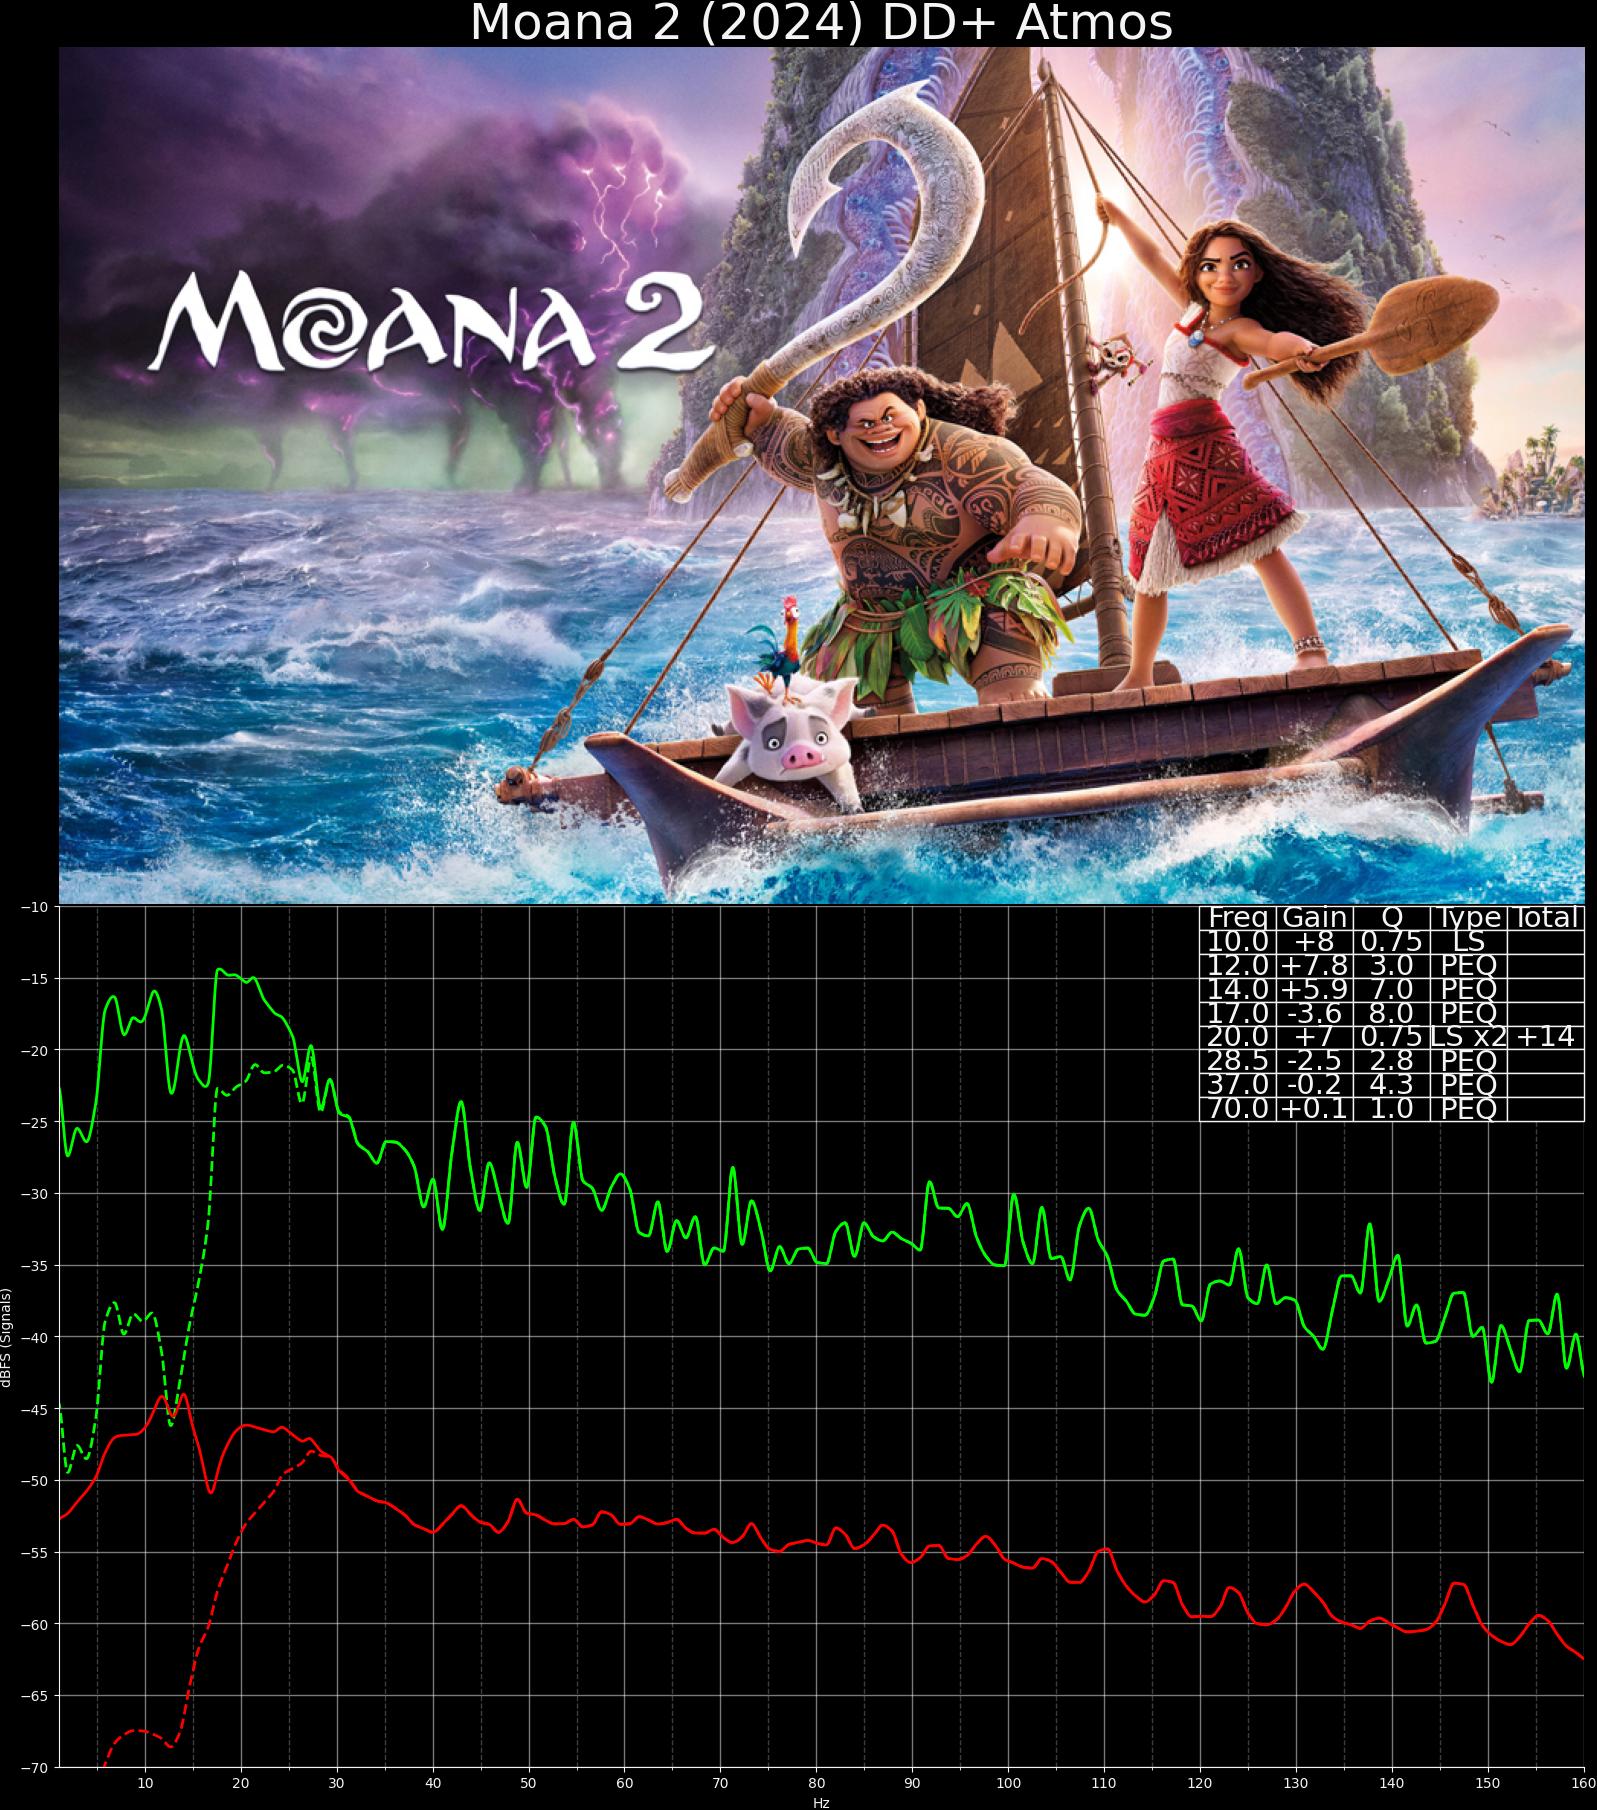 Moana 2 (2024) DD+ Atmos
MOANA 2
Freq Gain Q Type Total
10.0 +8 0.75 LS
12.0 +7.8 3.0 PEQ
14.0 +5.9 7.0 PEQ
17.0 -3.6 8.0 PEQ
20.0 +7 0.75 LS x2 +14
28.5 -2.5 2.8 PEQ
37.0 -0.2 4.3 PEQ
70.0 +0.1 1.0 PEQ
−10
−15
−20
−25
−30
−35
−40
−45
−50
−55
−60
−65
−70
dBFS (Signals)
10 20 30 40 50 60 70 80 90 100 110 120 130 140 150 160
Hz